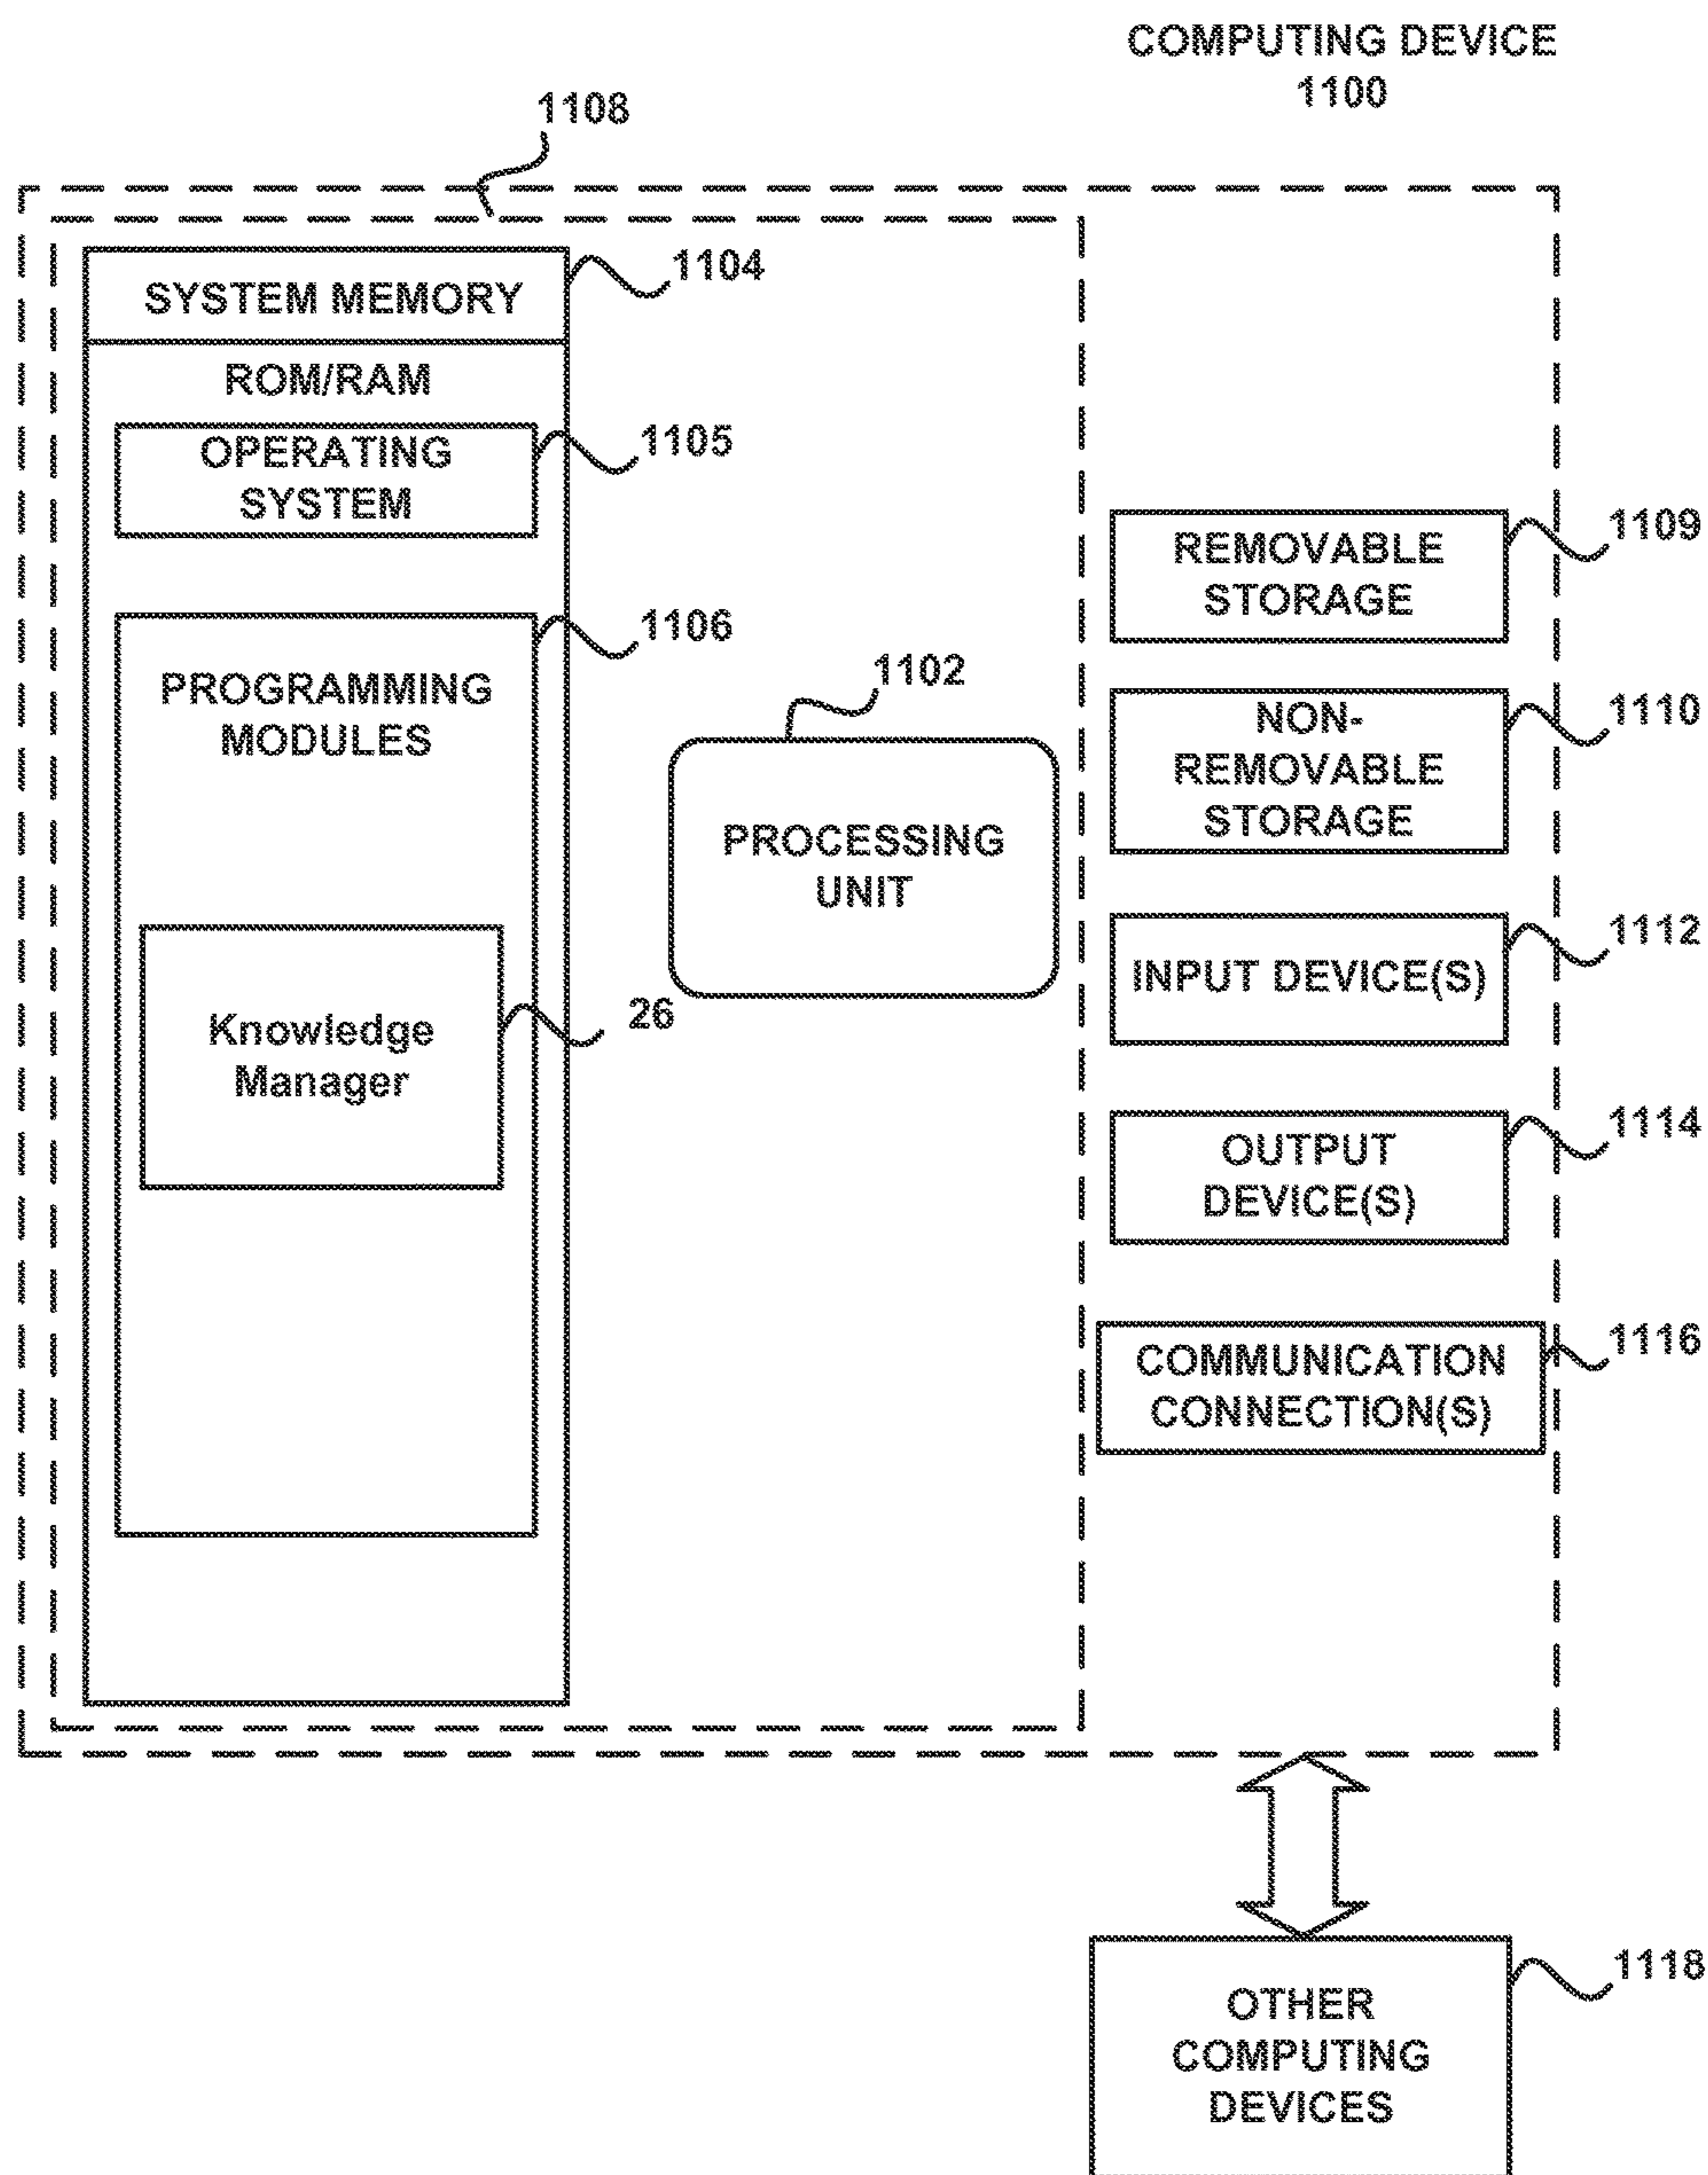 COMPUTING DEVICE
1100
1108
1104
SYSTEM MEMORY
ROM/RAM
1105
OPERATING
SYSTEM
1106
PROGRAMMING
MODULES
1102
PROCESSING
UNIT
26
Knowledge
Manager
1109
REMOVABLE
STORAGE
1110
NON-
REMOVABLE
STORAGE
1112
INPUT DEVICE(S)
1114
OUTPUT
DEVICE(S)
1116
COMMUNICATION
CONNECTION(S)
1118
OTHER
COMPUTING
DEVICES